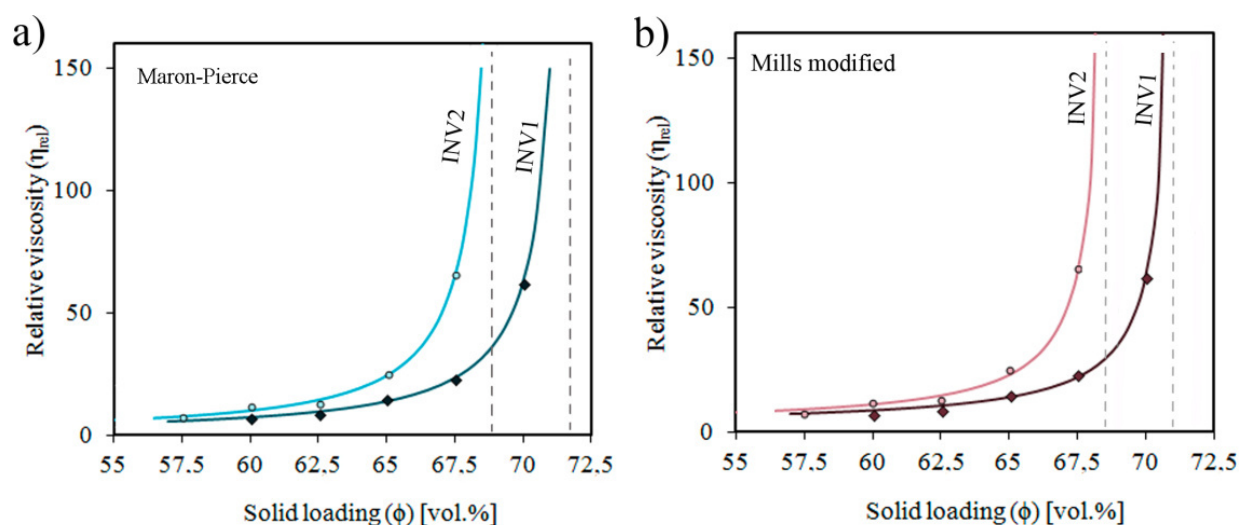 a)
Maron-Pierce
INV2
INV1
Relative viscosity (ηrel)
150
100
50
0
55 57.5 60 62.5 65 67.5 70 72.5
Solid loading (ϕ) [vol.%]
b)
Mills modified
INV2
INV1
Relative viscosity (ηrel)
150
100
50
0
55 57.5 60 62.5 65 67,5 70 72.5
Solid loading (ϕ) [vol.%]